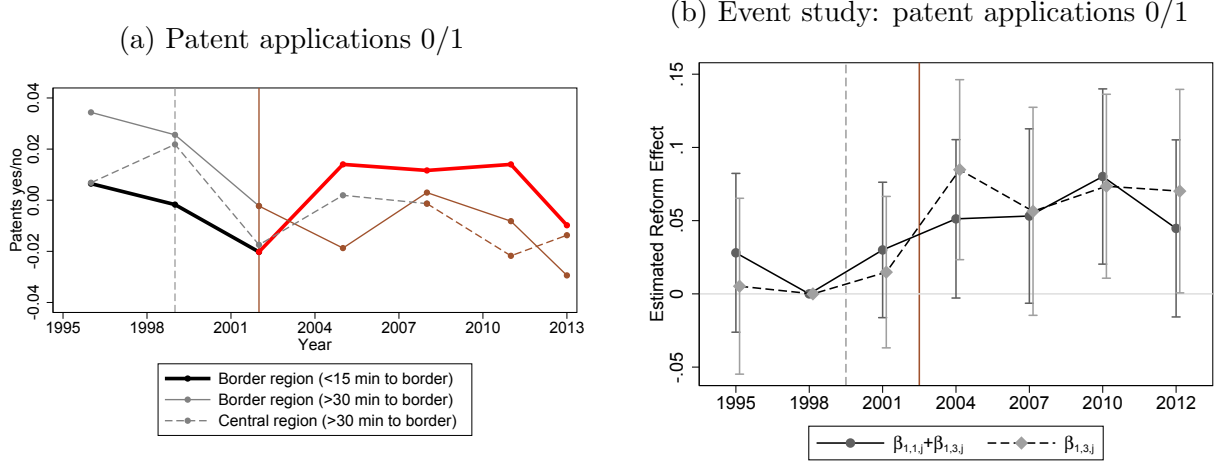 (a) Patent applications 0/1
Patents yes/no
0.04
0.02
0.00
-0.02
-0.04
1995 1998 2001 2004 2007 2010 2013
Year
Border region (<15 min to border)
Border region (>30 min to border)
Central region (>30 min to border)
(b) Event study: patent applications 0/1
Estimated Reform Effect
.15
.1
.05
0
-.05
1995 1998 2001 2004 2007 2010 2012
β1,1,j+β1,3,j β1,3,j